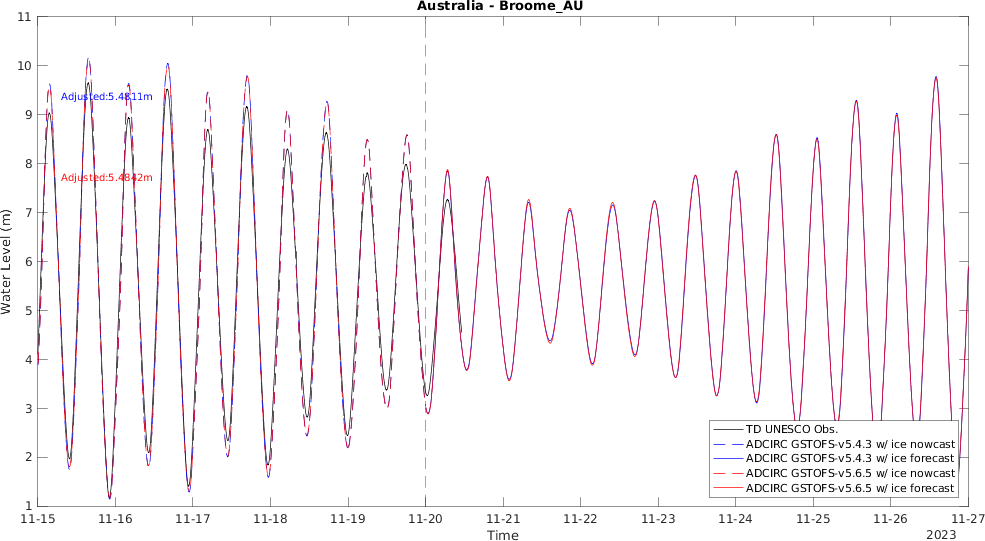 Australia - Broome_AU
11
10
9
8
7
6
5
4
3
2
1
Water Level (m)
Adjusted:5.4811m
Adjusted:5.4842m
TD UNESCO Obs.
ADCIRC GSTOFS-v5.4.3 w/ ice nowcast
ADCIRC GSTOFS-v5.4.3 w/ ice forecast
ADCIRC GSTOFS-v5.6.5 w/ ice nowcast
ADCIRC GSTOFS-v5.6.5 w/ ice forecast
11-15 11-16 11-17 11-18 11-19 11-20 11-21 11-22 11-23 11-24 11-25 11-26 11-27
Time
2023